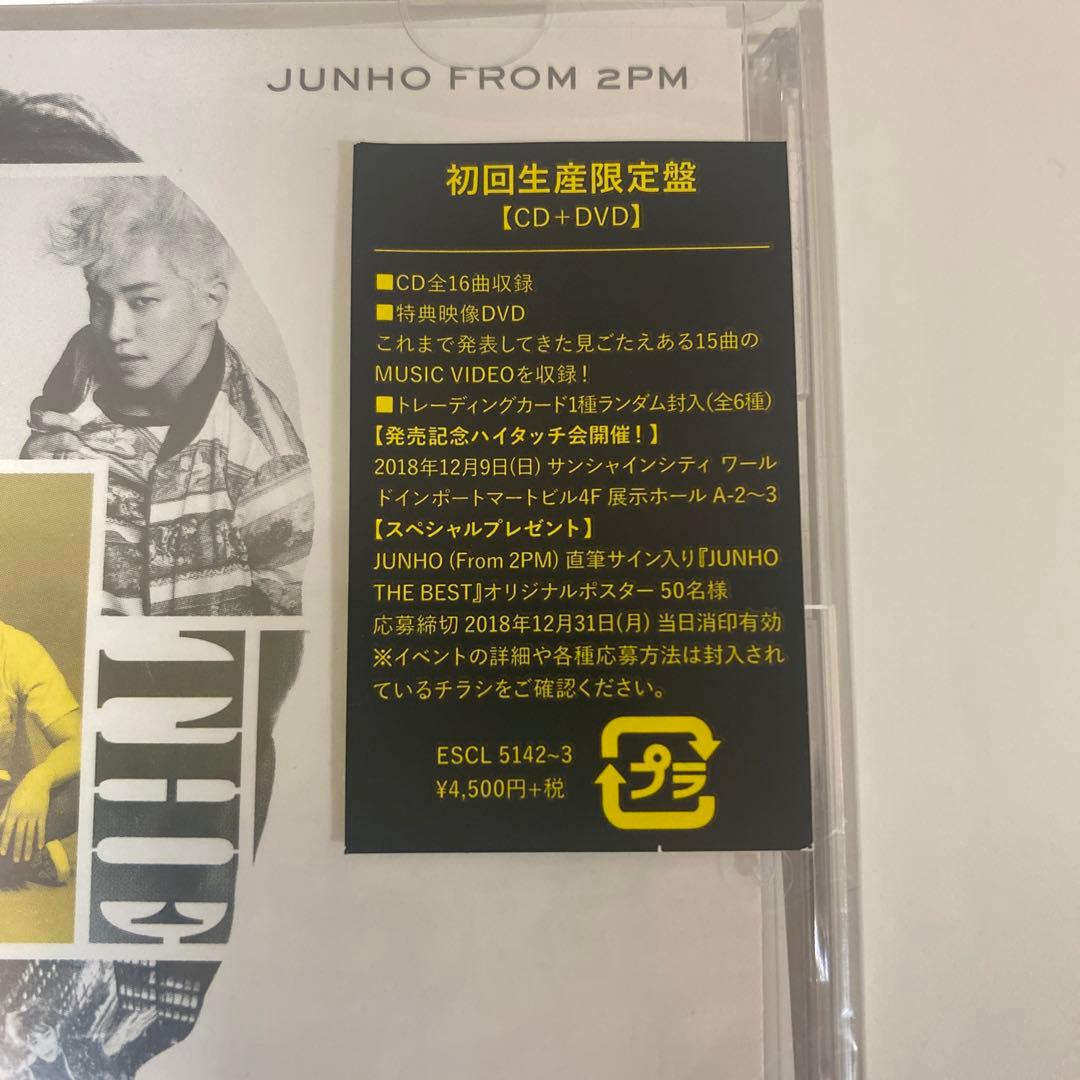 JUNHO FROM 2PM
初回生産限定盤
【CD+DVD】
■CD全16曲収録
■特典映像DVD
これまで発表してきた見ごたえある15曲の
MUSIC VIDEOを収録！
■トレーディングカード1種ランダム封入(全6種)
【発売記念ハイタッチ会開催！】
2018年12月9日(日) サンシャインシティ ワール
ドインポートマートビル4F 展示ホール A-2〜3
【スペシャルプレゼント】
JUNHO (From 2PM) 直筆サイン入り『JUNHO
THE BEST』オリジナルポスター 50名様
応募締切 2018年12月31日(月) 当日消印有効
※イベントの詳細や各種応募方法は封入され
ているチラシをご確認ください。
ESCL 5142~3
¥4,500円+税
プラ
THE